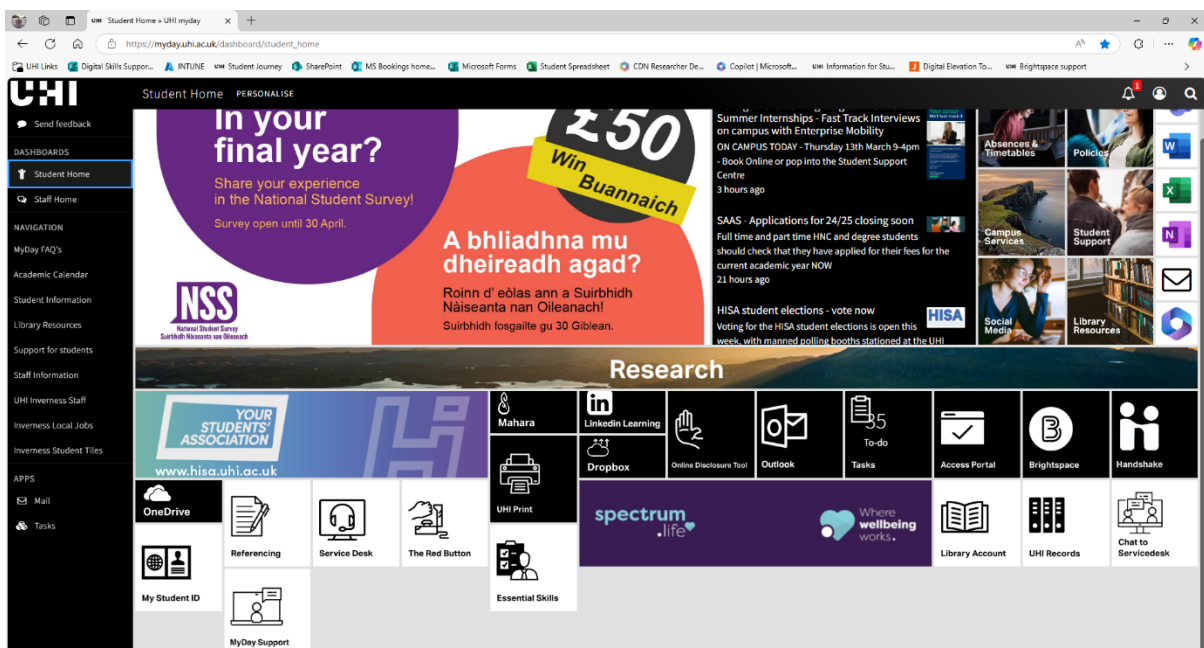 Student Home » UHI myday
https://myday.uhi.ac.uk/dashboard/student_home
UHI Links
Digital Skills Suppor...
INTUNE
Student Journey
SharePoint
MS Bookings home...
Microsoft Forms
Student Spreadsheet
CDN Researcher De...
Copilot | Microsoft...
Information for Stu...
Digital Elevation To...
Brightspace support
UHI
Student Home PERSONALISE
1
Send feedback
DASHBOARDS
Student Home
Staff Home
NAVIGATION
MyDay FAQ's
Academic Calendar
Student Information
Library Resources
Support for students
Staff Information
UHI Inverness Staff
Inverness Local Jobs
Inverness Student Tiles
APPS
Mail
Tasks
In your
final year?
Share your experience
in the National Student Survey!
Survey open until 30 April.
NSS
National Student Survey
Suirbhidh Nàiseanta nan Oileanach
£50
Win
Buannaich
A bhliadhna mu
dheireadh agad?
Roinn d' eòlas ann a Suirbhidh
Nàiseanta nan Oileanach!
Suirbhidh fosgailte gu 30 Giblean.
Summer Internships - Fast Track Interviews
on campus with Enterprise Mobility
ON CAMPUS TODAY - Thursday 13th March 9-4pm
- Book Online or pop into the Student Support
Centre
3 hours ago
SAAS - Applications for 24/25 closing soon
Full time and part time HNC and degree students
should check that they have applied for their fees for the
current academic year NOW
21 hours ago
HISA student elections - vote now
Voting for the HISA student elections is open this
week, with manned polling booths stationed at the UHI
HISA
Absences &
Timetables
Policies
Campus
Services
Student
Support
Social
Media
Library
Resources
Research
YOUR
STUDENTS'
ASSOCIATION
www.hisa.uhi.ac.uk
Mahara
LinkedIn Learning
Dropbox
Online Disclosure Tool
Outlook
35
To-do
Tasks
Access Portal
Brightspace
Handshake
OneDrive
Referencing
Service Desk
The Red Button
UHI Print
spectrum
.life
Where
wellbeing
works.
Library Account
UHI Records
Chat to
Servicedesk
My Student ID
MyDay Support
Essential Skills